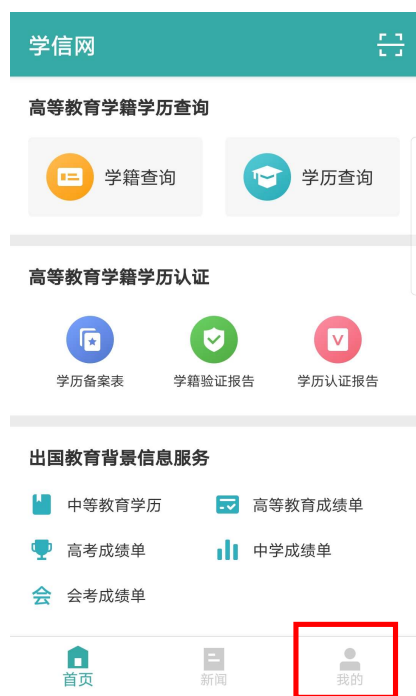 学信网
高等教育学籍学历查询
学籍查询 学历查询
高等教育学籍学历认证
学历备案表 学籍验证报告 学历认证报告
出国教育背景信息服务
中等教育学历 高等教育成绩单
高考成绩单 中学成绩单
会 会考成绩单
首页 新闻 我的